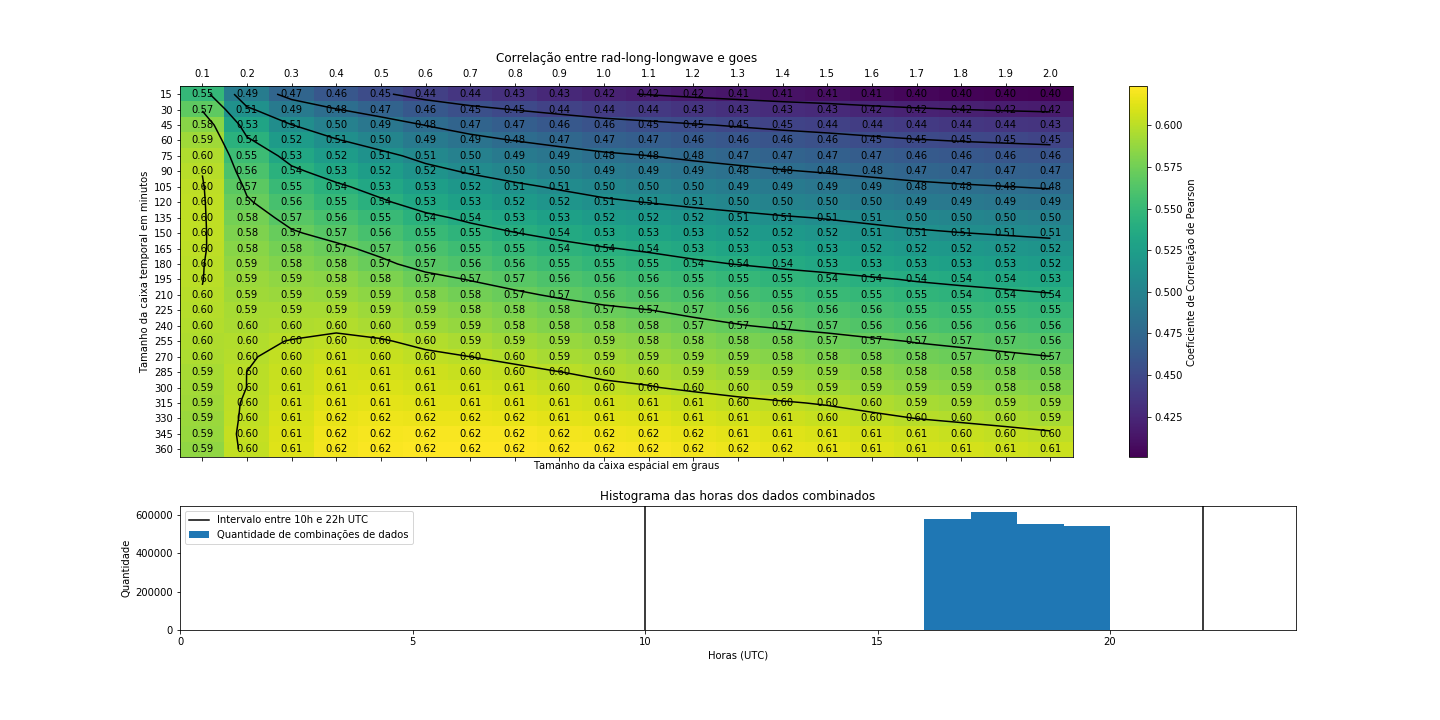 Correlação entre rad-long-longwave e goes
0.1 0.2 0.3 0.4 0.5 0.6 0.7 0.8 0.9 1.0 1.1 1.2 1.3 1.4 1.5 1.6 1.7 1.8 1.9 2.0
15 0.55 0.49 0.47 0.46 0.45 0.44 0.44 0.43 0.43 0.42 0.42 0.42 0.41 0.41 0.41 0.41 0.40 0.40 0.40 0.40
30 0.57 0.51 0.49 0.48 0.47 0.46 0.45 0.45 0.44 0.44 0.44 0.43 0.43 0.43 0.43 0.42 0.42 0.42 0.42 0.42
45 0.58 0.53 0.51 0.50 0.49 0.48 0.47 0.47 0.46 0.46 0.45 0.45 0.45 0.45 0.44 0.44 0.44 0.44 0.44 0.43
60 0.59 0.54 0.52 0.51 0.50 0.49 0.49 0.48 0.47 0.47 0.47 0.46 0.46 0.46 0.46 0.45 0.45 0.45 0.45 0.45
75 0.60 0.55 0.53 0.52 0.51 0.51 0.50 0.49 0.49 0.48 0.48 0.48 0.47 0.47 0.47 0.47 0.46 0.46 0.46 0.46
90 0.60 0.56 0.54 0.53 0.52 0.52 0.51 0.50 0.50 0.49 0.49 0.49 0.48 0.48 0.48 0.48 0.47 0.47 0.47 0.47
105 0.60 0.57 0.55 0.54 0.53 0.53 0.52 0.51 0.51 0.50 0.50 0.50 0.49 0.49 0.49 0.49 0.48 0.48 0.48 0.48
120 0.60 0.57 0.56 0.55 0.54 0.53 0.53 0.52 0.52 0.51 0.51 0.51 0.50 0.50 0.50 0.50 0.49 0.49 0.49 0.49
135 0.60 0.58 0.57 0.56 0.55 0.54 0.54 0.53 0.53 0.52 0.52 0.52 0.51 0.51 0.51 0.51 0.50 0.50 0.50 0.50
150 0.60 0.58 0.57 0.57 0.56 0.55 0.55 0.54 0.54 0.53 0.53 0.53 0.52 0.52 0.52 0.51 0.51 0.51 0.51 0.51
165 0.60 0.58 0.58 0.57 0.57 0.56 0.55 0.55 0.54 0.54 0.54 0.53 0.53 0.53 0.53 0.52 0.52 0.52 0.52 0.52
180 0.60 0.59 0.58 0.58 0.57 0.57 0.56 0.56 0.55 0.55 0.55 0.54 0.54 0.54 0.53 0.53 0.53 0.53 0.53 0.52
195 0.60 0.59 0.59 0.58 0.58 0.57 0.57 0.57 0.56 0.56 0.56 0.55 0.55 0.55 0.54 0.54 0.54 0.54 0.54 0.53
210 0.60 0.59 0.59 0.59 0.59 0.58 0.58 0.57 0.57 0.56 0.56 0.56 0.56 0.55 0.55 0.55 0.55 0.54 0.54 0.54
225 0.60 0.59 0.59 0.59 0.59 0.59 0.58 0.58 0.58 0.57 0.57 0.57 0.56 0.56 0.56 0.56 0.56 0.55 0.55 0.55
240 0.60 0.60 0.60 0.60 0.60 0.59 0.59 0.58 0.58 0.58 0.58 0.57 0.57 0.57 0.57 0.56 0.56 0.56 0.56 0.56
255 0.60 0.60 0.60 0.60 0.60 0.60 0.59 0.59 0.59 0.58 0.58 0.58 0.58 0.58 0.57 0.57 0.57 0.57 0.57 0.56
270 0.60 0.60 0.60 0.61 0.60 0.60 0.60 0.60 0.59 0.59 0.59 0.59 0.59 0.58 0.58 0.58 0.58 0.57 0.57 0.57
285 0.59 0.60 0.60 0.61 0.61 0.61 0.60 0.60 0.60 0.60 0.60 0.59 0.59 0.59 0.59 0.59 0.58 0.58 0.58 0.58
300 0.59 0.60 0.61 0.61 0.61 0.61 0.61 0.61 0.60 0.60 0.60 0.60 0.60 0.59 0.59 0.59 0.59 0.59 0.58 0.58
315 0.59 0.60 0.61 0.61 0.61 0.61 0.61 0.61 0.61 0.61 0.61 0.61 0.60 0.60 0.60 0.60 0.59 0.59 0.59 0.59
330 0.59 0.60 0.61 0.62 0.62 0.62 0.62 0.62 0.61 0.61 0.61 0.61 0.61 0.61 0.60 0.60 0.60 0.60 0.60 0.59
345 0.59 0.60 0.61 0.62 0.62 0.62 0.62 0.62 0.62 0.62 0.62 0.62 0.61 0.61 0.61 0.61 0.60 0.60 0.60 0.60
360 0.59 0.60 0.61 0.62 0.62 0.62 0.62 0.62 0.62 0.62 0.62 0.62 0.62 0.62 0.61 0.61 0.61 0.61 0.61 0.61
Tamanho da caixa temporal em minutos
Tamanho da caixa espacial em graus
0.600
0.575
0.550
0.525
0.500
0.475
0.450
0.425
Coeficiente de Correlação de Pearson
Histograma das horas dos dados combinados
Intervalo entre 10h e 22h UTC
Quantidade de combinações de dados
600000
400000
200000
0
Quantidade
0 5 10 15 20
Horas (UTC)